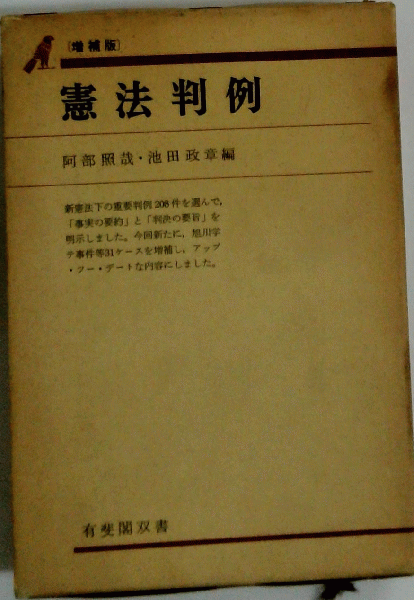 〔増補版〕
憲法判例
阿部照哉・池田政章編
新憲法下の重要判例208件を選んで,
「事実の要約」と「判決の要旨」を
明示しました。今回新たに, 旭川学
テ事件等31ケースを増補し, アップ
・ツー・デートな内容にしました。
有斐閣双書